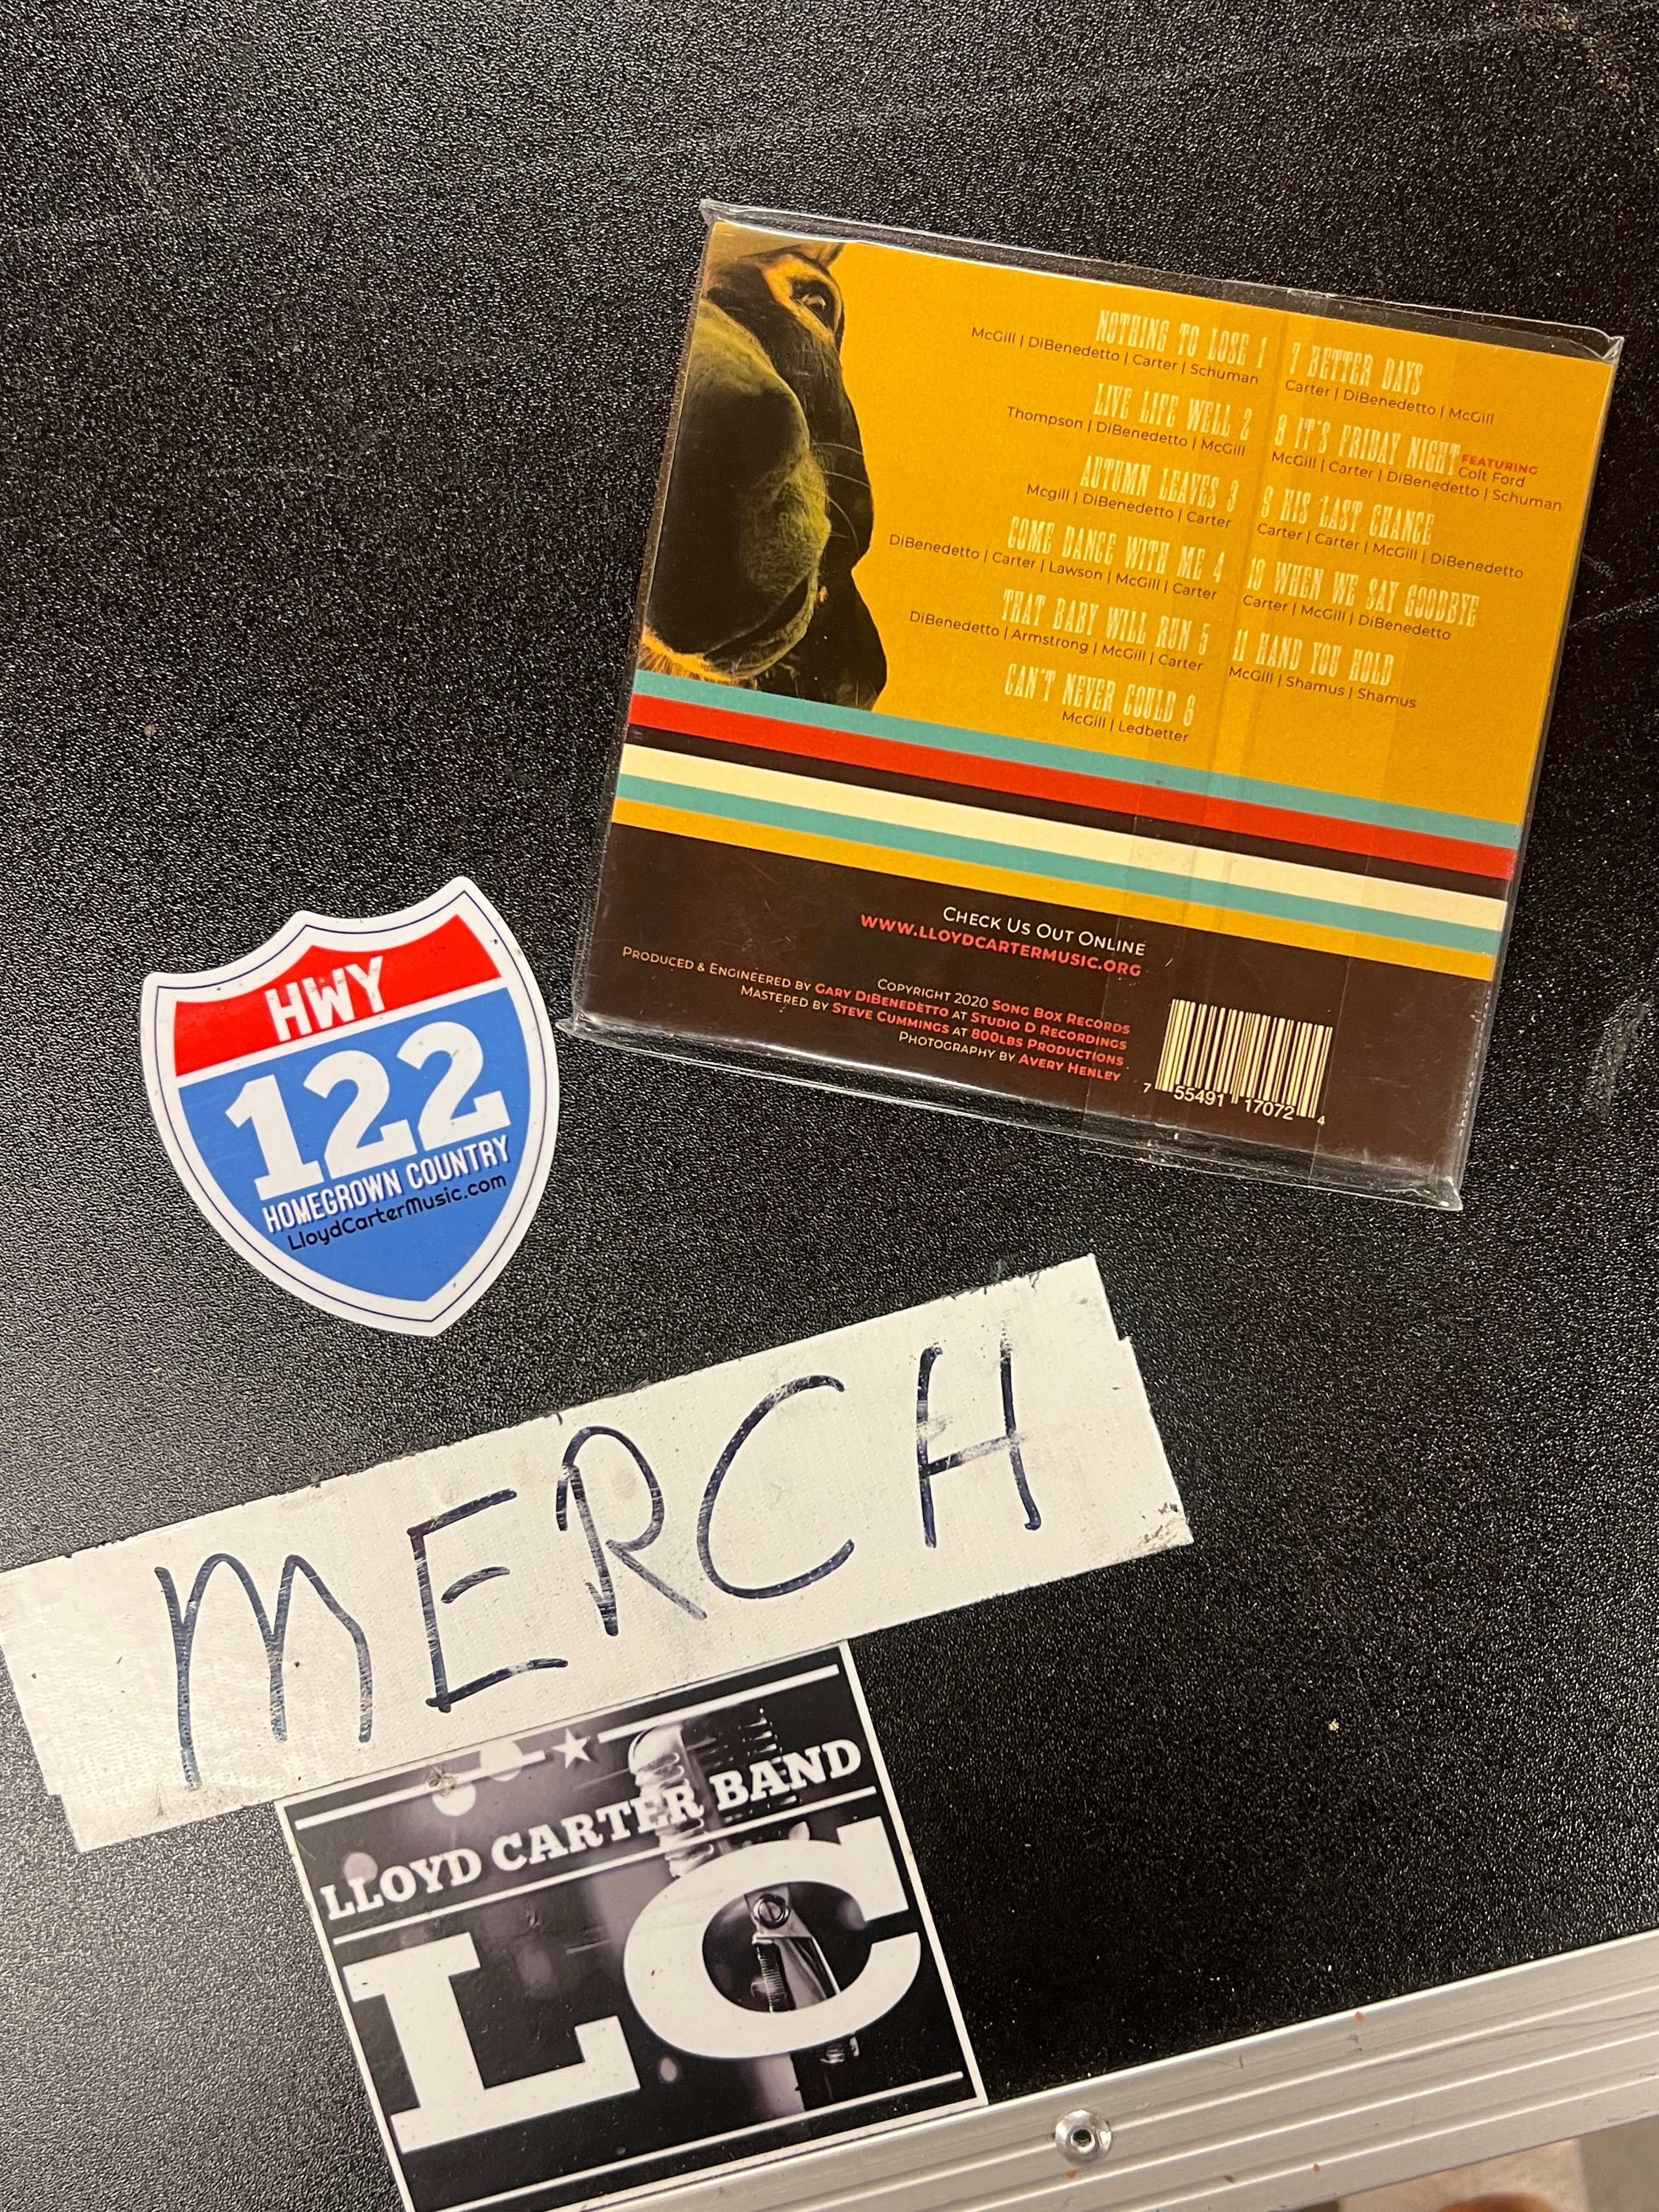 NOTHING TO LOSE 1
McGill | DiBenedetto | Carter | Schuman
LIVE LIFE WELL 2
Thompson | DiBenedetto | McGill
AUTUMN LEAVES 3
Mcgill | DiBenedetto | Carter
COME DANCE WITH ME 4
DiBenedetto | Carter | Lawson | McGill | Carter
THAT BABY WILL RUN 5
DiBenedetto | Armstrong | McGill | Carter
CAN'T NEVER COULD 6
McGill | Ledbetter
7 BETTER DAYS
Carter | DiBenedetto | McGill
8 IT'S FRIDAY NIGHT FEATURING
Colt Ford
McGill | Carter | DiBenedetto | Schuman
9 HIS LAST CHANCE
Carter | Carter | McGill | DiBenedetto
10 WHEN WE SAY GOODBYE
Carter | McGill | DiBenedetto
11 HAND YOU HOLD
McGill | Shamus | Shamus
CHECK US OUT ONLINE
WWW.LLOYDCARTERMUSIC.ORG
COPYRIGHT 2020 SONG BOX RECORDS
PRODUCED & ENGINEERED BY GARY DIBENEDETTO AT STUDIO D RECORDINGS
MASTERED BY STEVE CUMMINGS AT 800LBS PRODUCTIONS
PHOTOGRAPHY BY AVERY HENLEY
7 55491 17072 4
HWY
122
HOMEGROWN COUNTRY
LloydCarterMusic.com
MERCH
LLOYD CARTER BAND
LC